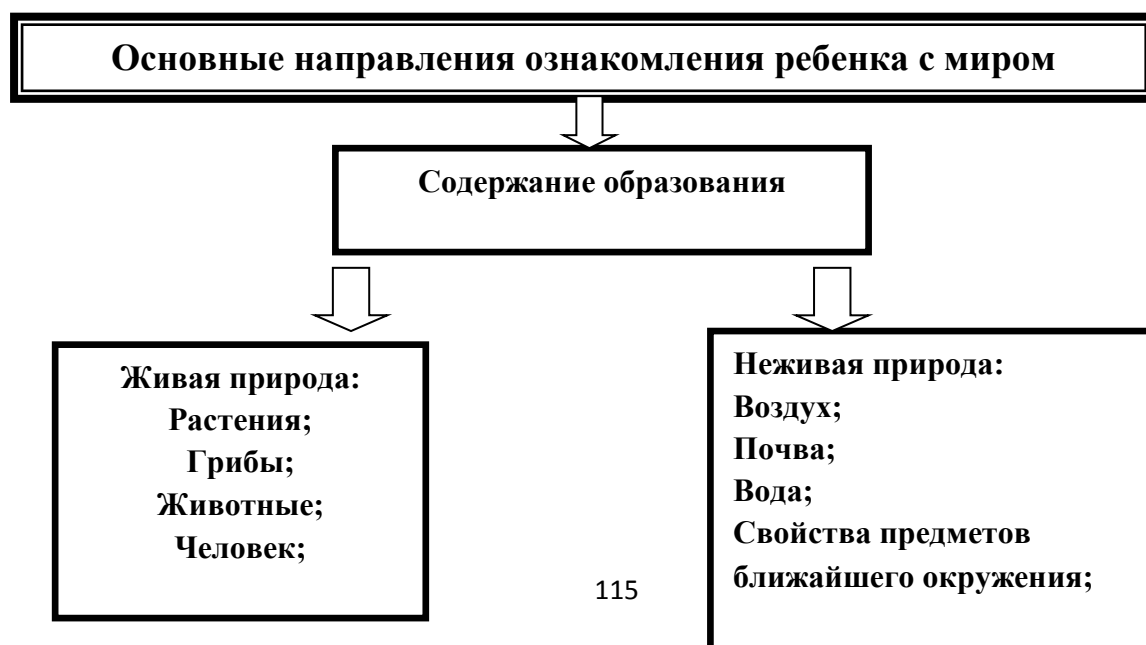 Основные направления ознакомления ребенка с миром
Содержание образования
Живая природа:
Растения;
Грибы;
Животные;
Человек;
Неживая природа:
Воздух;
Почва;
Вода;
Свойства предметов
ближайшего окружения;
115